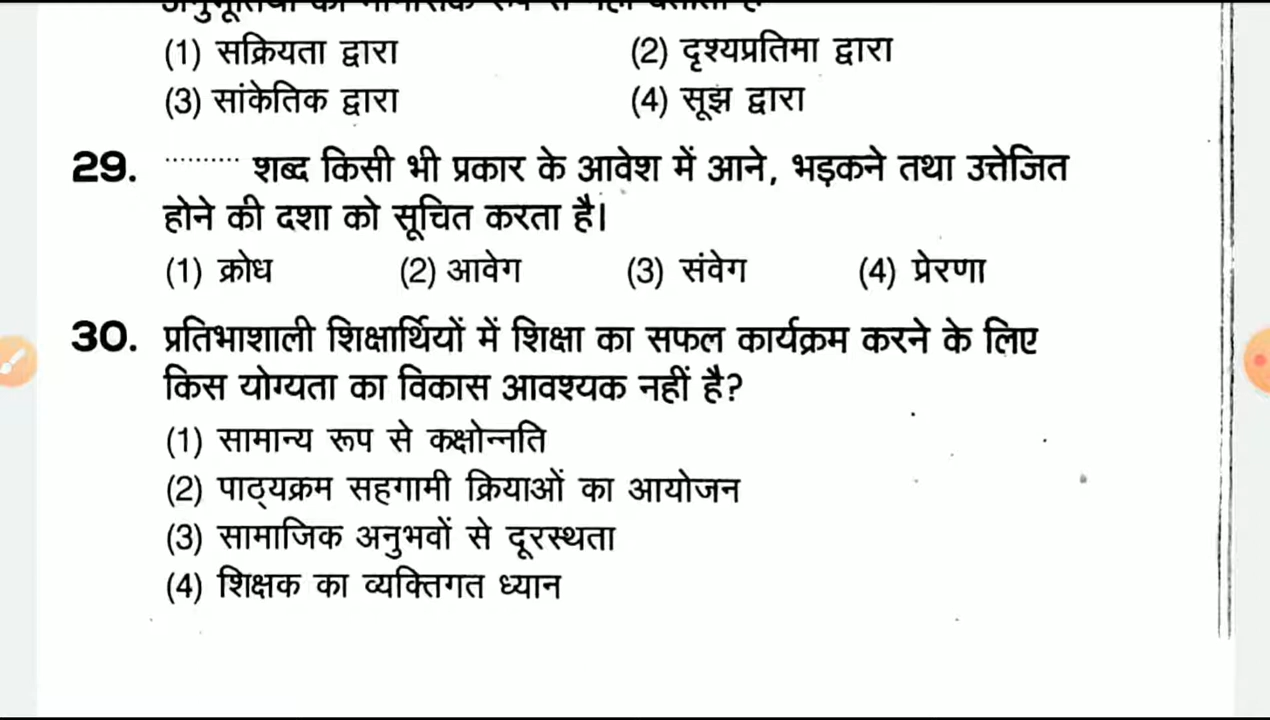 (1) सक्रियता द्वारा (2) दृश्यप्रतिमा द्वारा
(3) सांकेतिक द्वारा (4) सूझ द्वारा
29. .......... शब्द किसी भी प्रकार के आवेश में आने, भड़कने तथा उत्तेजित
होने की दशा को सूचित करता है।
(1) क्रोध (2) आवेग (3) संवेग (4) प्रेरणा
30. प्रतिभाशाली शिक्षार्थियों में शिक्षा का सफल कार्यक्रम करने के लिए
किस योग्यता का विकास आवश्यक नहीं है?
(1) सामान्य रूप से कक्षोन्नति
(2) पाठ्यक्रम सहगामी क्रियाओं का आयोजन
(3) सामाजिक अनुभवों से दूरस्थता
(4) शिक्षक का व्यक्तिगत ध्यान